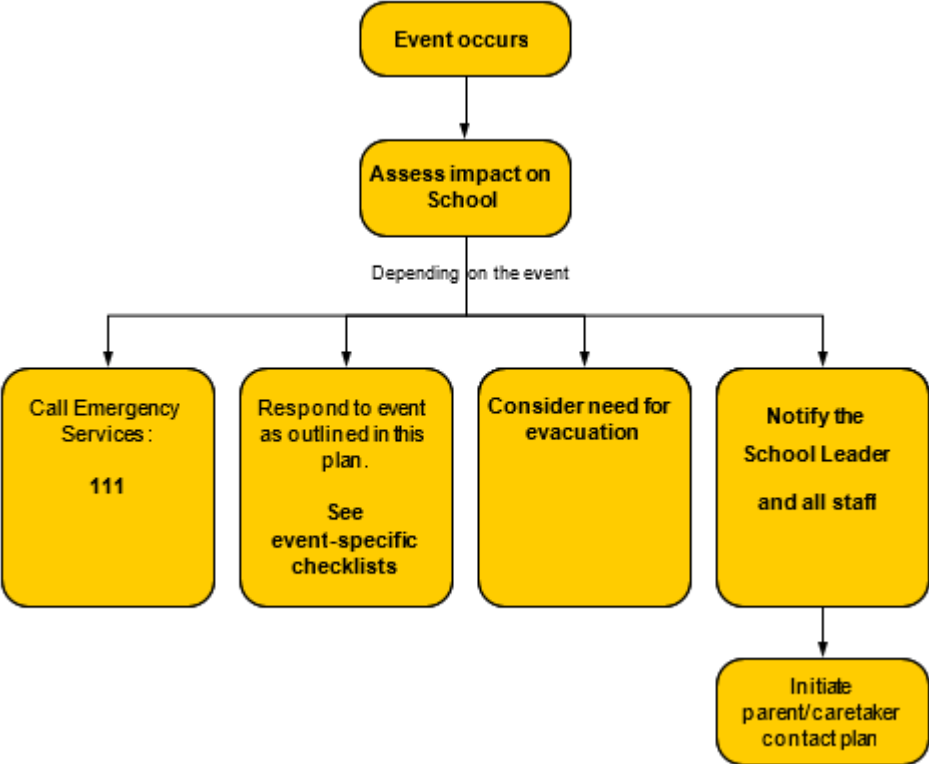 Event occurs
Assess impact on
School
Depending on the event
Call Emergency
Services:
111
Respond to event
as outlined in this
plan.
See
event-specific
checklists
Consider need for
evacuation
Notify the
School Leader
and all staff
Initiate
parent/caretaker
contact plan